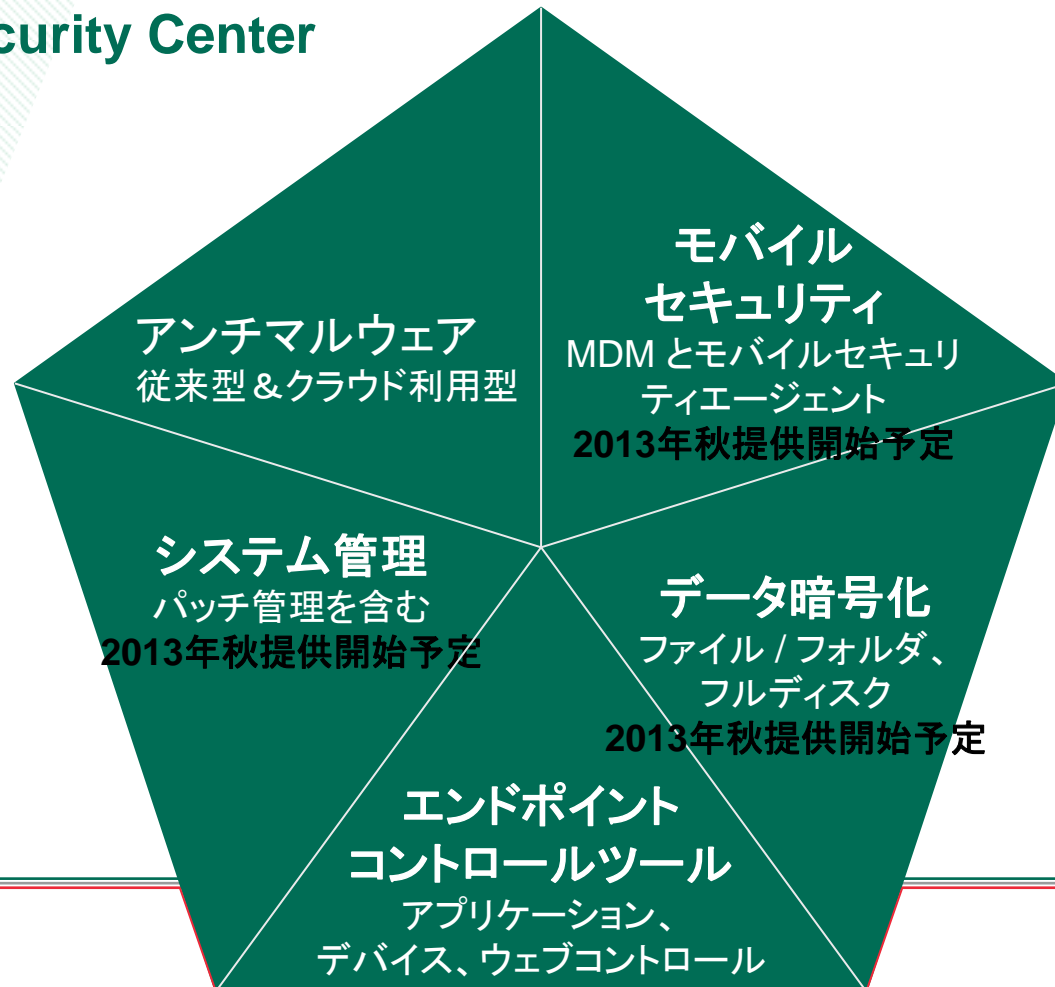 curity Center
アンチマルウェア
従来型＆クラウド利用型
モバイル
セキュリティ
MDM とモバイルセキュリ
ティエージェント
2013年秋提供開始予定
システム管理
パッチ管理を含む
2013年秋提供開始予定
データ暗号化
ファイル / フォルダ、
フルディスク
2013年秋提供開始予定
エンドポイント
コントロールツール
アプリケーション、
デバイス、ウェブコントロール